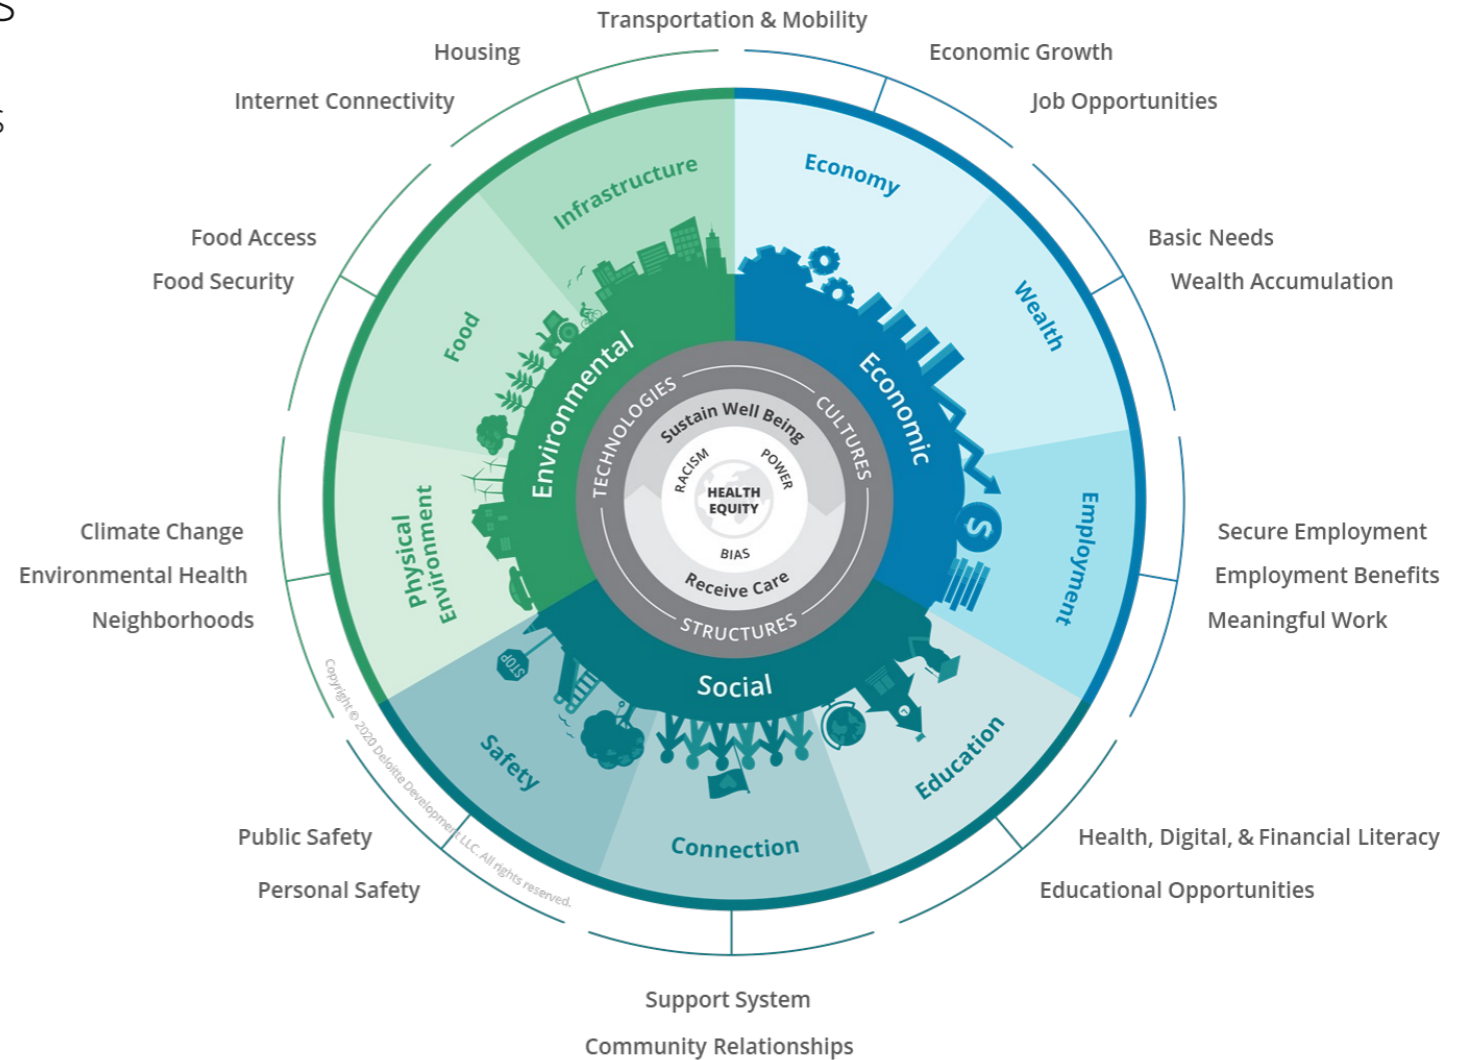 Transportation & Mobility
Housing
Internet Connectivity
Economic Growth
Job Opportunities
Infrastructure
Economy
Food Access
Food Security
Basic Needs
Wealth Accumulation
Food
Wealth
Environmental
Economic
TECHNOLOGIES
CULTURES
STRUCTURES
Sustain Well Being
Receive Care
RACISM
POWER
BIAS
HEALTH
EQUITY
S
Climate Change
Environmental Health
Neighborhoods
Physical
Environment
Employment
Secure Employment
Employment Benefits
Meaningful Work
STOP
Social
Safety
Connection
Education
Public Safety
Personal Safety
Health, Digital, & Financial Literacy
Educational Opportunities
Support System
Community Relationships
Copyright © 2020 Deloitte Development LLC. All rights reserved.